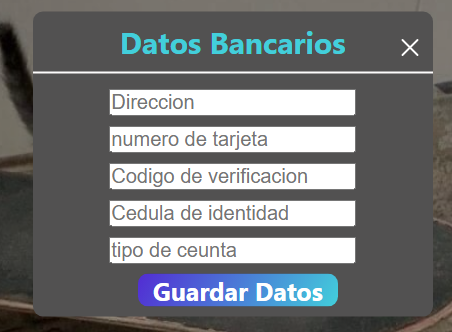 Datos Bancarios
Direccion
numero de tarjeta
Codigo de verificacion
Cedula de identidad
tipo de ceunta
Guardar Datos